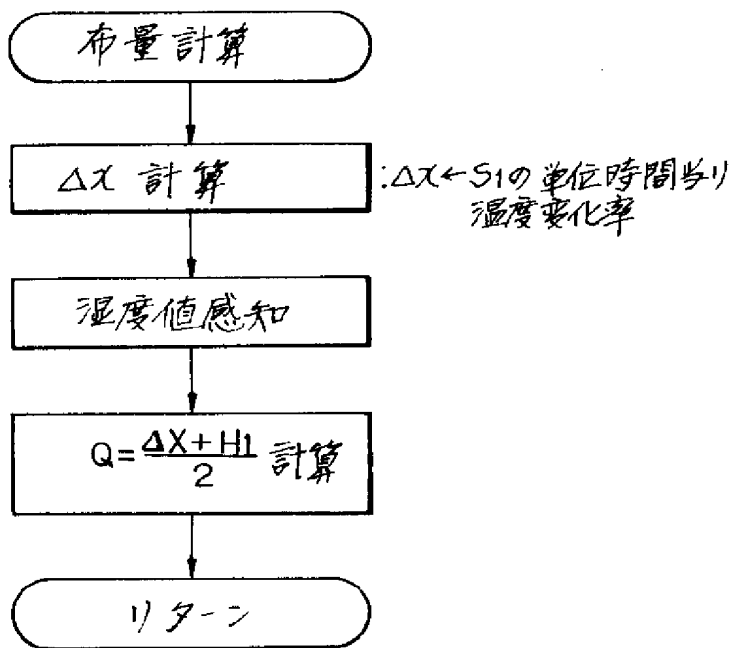 布量計算
Δx 計算
:Δx←S1の単位時間当り
温度変化率
湿度値感知
Q=ΔX+H1/2 計算
リターン